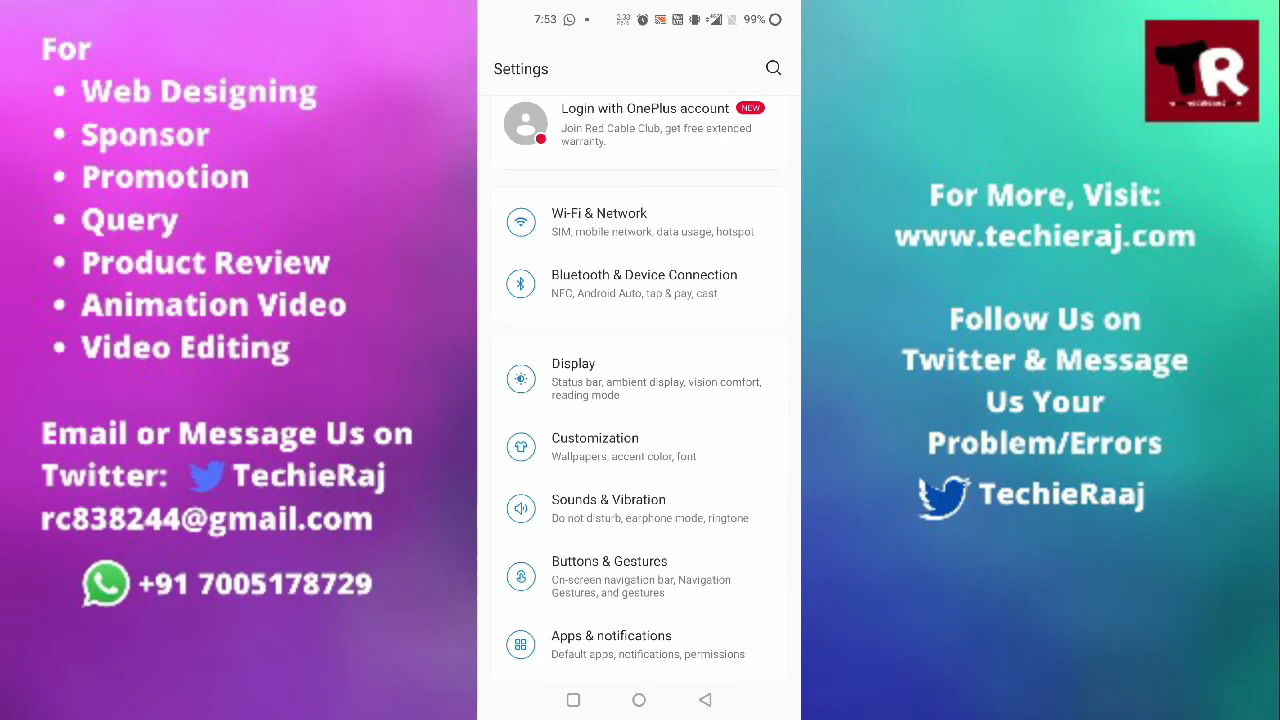 For
• Web Designing
• Sponsor
• Promotion
• Query
• Product Review
• Animation Video
• Video Editing
Email or Message Us on
Twitter: TechieRaj
rc838244@gmail.com
+91 7005178729
7:53
99%
Settings
Login with OnePlus account NEW
Join Red Cable Club, get free extended
warranty.
Wi-Fi & Network
SIM, mobile network, data usage, hotspot
Bluetooth & Device Connection
NFC, Android Auto, tap & pay, cast
Display
Status bar, ambient display, vision comfort,
reading mode
Customization
Wallpapers, accent color, font
Sounds & Vibration
Do not disturb, earphone mode, ringtone
Buttons & Gestures
On-screen navigation bar, Navigation
Gestures, and gestures
Apps & notifications
Default apps, notifications, permissions
TR
For More, Visit:
www.techieraj.com
Follow Us on
Twitter & Message
Us Your
Problem/Errors
TechieRaaj